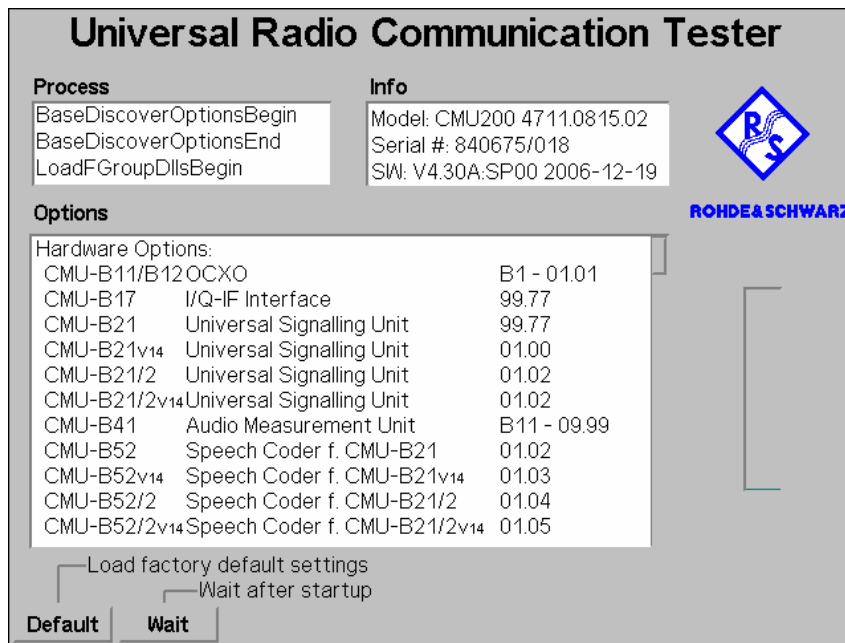 Universal Radio Communication Tester
Process
BaseDiscoverOptionsBegin
BaseDiscoverOptionsEnd
LoadFGroupDllsBegin
Info
Model: CMU200 4711.0815.02
Serial #: 840675/018
SW: V4.30A:SP00 2006-12-19
RS
ROHDE&SCHWARZ
Options
Hardware Options:
CMU-B11/B12 OCXO B1 - 01.01
CMU-B17 I/Q-IF Interface 99.77
CMU-B21 Universal Signalling Unit 99.77
CMU-B21v14 Universal Signalling Unit 01.00
CMU-B21/2 Universal Signalling Unit 01.02
CMU-B21/2v14 Universal Signalling Unit 01.02
CMU-B41 Audio Measurement Unit B11 - 09.99
CMU-B52 Speech Coder f. CMU-B21 01.02
CMU-B52v14 Speech Coder f. CMU-B21v14 01.03
CMU-B52/2 Speech Coder f. CMU-B21/2 01.04
CMU-B52/2v14 Speech Coder f. CMU-B21/2v14 01.05
Load factory default settings
Wait after startup
Default Wait